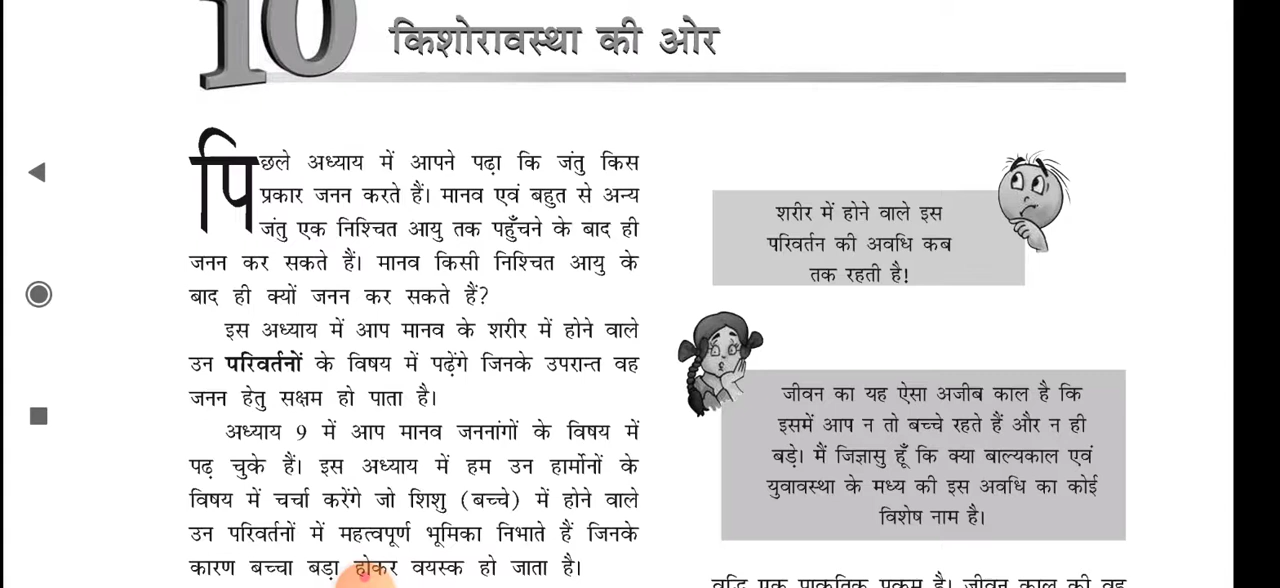 10 किशोरावस्था की ओर
पिछले अध्याय में आपने पढ़ा कि जंतु किस
प्रकार जनन करते हैं। मानव एवं बहुत से अन्य
जंतु एक निश्चित आयु तक पहुँचने के बाद ही
जनन कर सकते हैं। मानव किसी निश्चित आयु के
बाद ही क्यों जनन कर सकते हैं?
इस अध्याय में आप मानव के शरीर में होने वाले
उन परिवर्तनों के विषय में पढ़ेंगे जिनके उपरान्त वह
जनन हेतु सक्षम हो पाता है।
अध्याय 9 में आप मानव जननांगों के विषय में
पढ़ चुके हैं। इस अध्याय में हम उन हार्मोनों के
विषय में चर्चा करेंगे जो शिशु (बच्चे) में होने वाले
उन परिवर्तनों में महत्वपूर्ण भूमिका निभाते हैं जिनके
कारण बच्चा बड़ा होकर वयस्क हो जाता है।
शरीर में होने वाले इस
परिवर्तन की अवधि कब
तक रहती है!
जीवन का यह ऐसा अजीब काल है कि
इसमें आप न तो बच्चे रहते हैं और न ही
बड़े। मैं जिज्ञासु हूँ कि क्या बाल्यकाल एवं
युवावस्था के मध्य की इस अवधि का कोई
विशेष नाम है।
वृद्धि एक प्राकृतिक प्रक्रम है। जीवन काल की वह